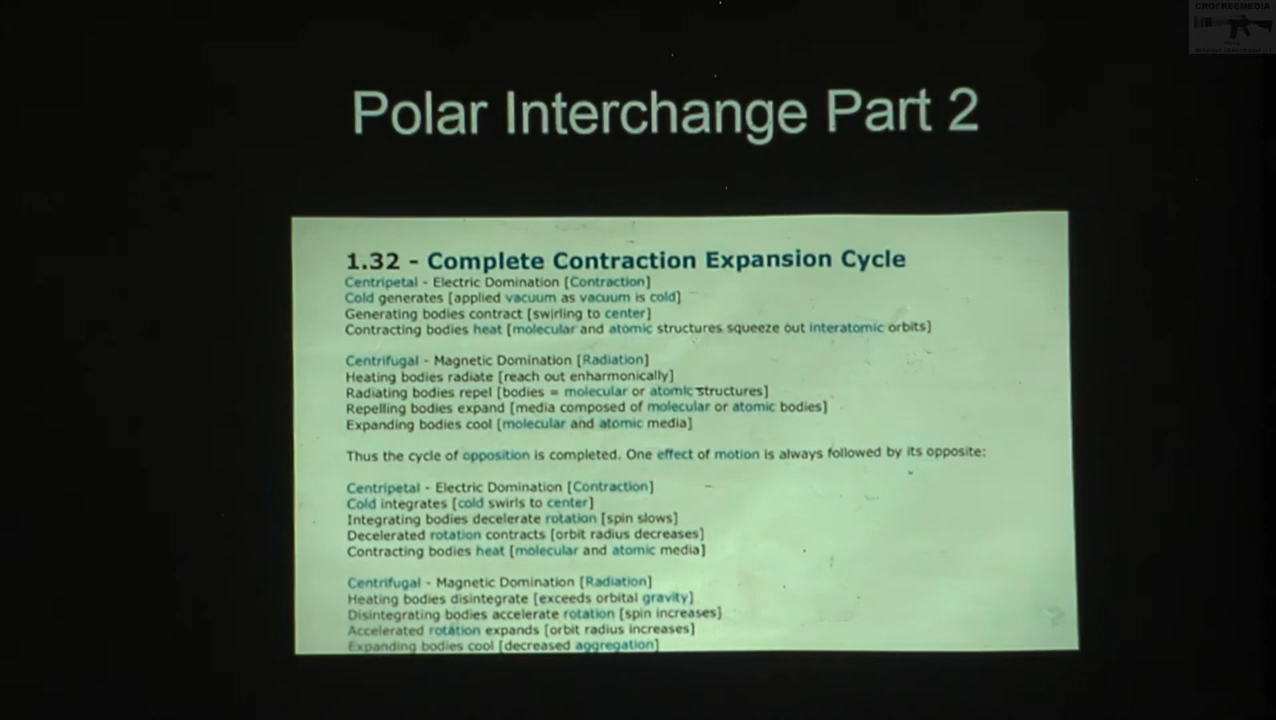 CROFREEMEDIA
Polar Interchange Part 2
1.32 - Complete Contraction Expansion Cycle
Centripetal - Electric Domination [Contraction]
Cold generates [applied vacuum as vacuum is cold]
Generating bodies contract [swirling to center]
Contracting bodies heat [molecular and atomic structures squeeze out interatomic orbits]
Centrifugal - Magnetic Domination [Radiation]
Heating bodies radiate [reach out enharmonically]
Radiating bodies repel [bodies = molecular or atomic structures]
Repelling bodies expand [media composed of molecular or atomic bodies]
Expanding bodies cool [molecular and atomic media]
Thus the cycle of opposition is completed. One effect of motion is always followed by its opposite:
Centripetal - Electric Domination [Contraction]
Cold integrates [cold swirls to center]
Integrating bodies decelerate rotation [spin slows]
Decelerated rotation contracts [orbit radius decreases]
Contracting bodies heat [molecular and atomic media]
Centrifugal - Magnetic Domination [Radiation]
Heating bodies disintegrate [exceeds orbital gravity]
Disintegrating bodies accelerate rotation [spin increases]
Accelerated rotation expands [orbit radius increases]
Expanding bodies cool [decreased aggregation]